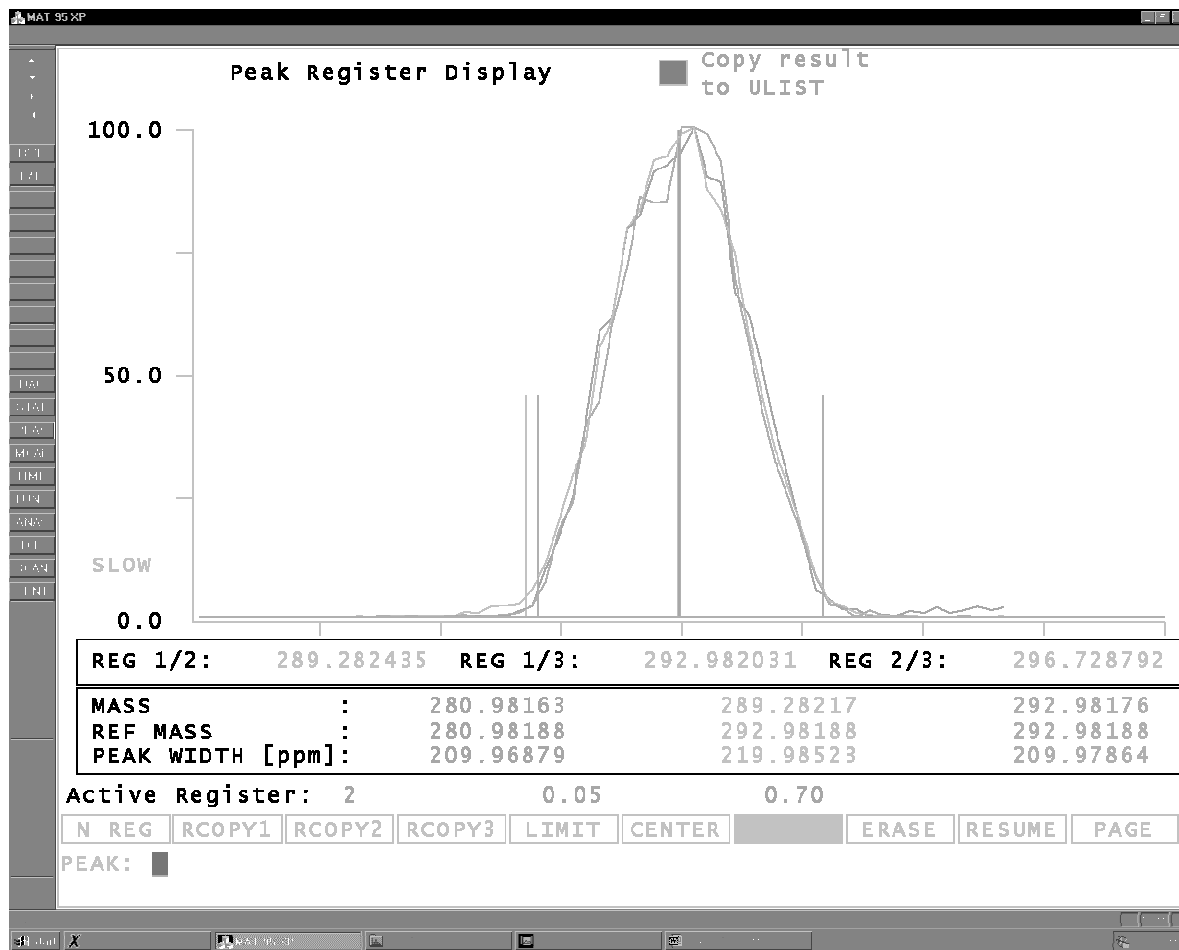 MAT 95 XP
Peak Register Display
Copy result
to ULIST
100.0
50.0
SLOW
0.0
REG 1/2: 289.282435 REG 1/3: 292.982031 REG 2/3: 296.728792
MASS : 280.98163 289.28217 292.98176
REF MASS : 280.98188 292.98188 292.98188
PEAK WIDTH [ppm]: 209.96879 219.98523 209.97864
Active Register: 2 0.05 0.70
N REG RCOPY1 RCOPY2 RCOPY3 LIMIT CENTER ERASE RESUME PAGE
PEAK:
MAT 95 XP